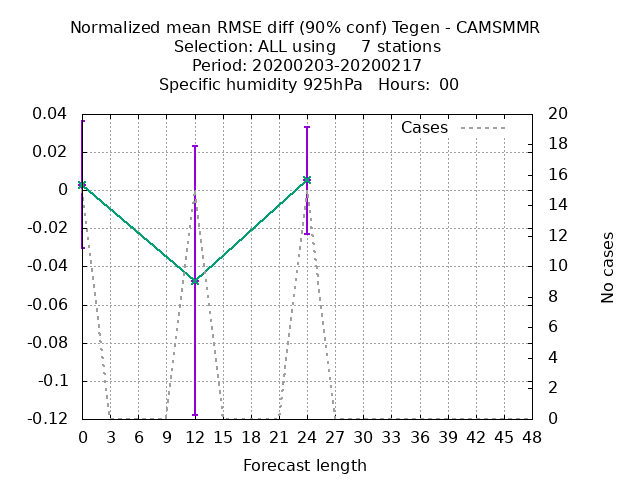 Normalized mean RMSE diff (90% conf) Tegen - CAMSMMR
Selection: ALL using 7 stations
Period: 20200203-20200217
Specific humidity 925hPa Hours: 00
Cases
0.04
0.02
0
-0.02
-0.04
-0.06
-0.08
-0.1
-0.12
20
18
16
14
12
10
8
6
4
2
0
No cases
0 3 6 9 12 15 18 21 24 27 30 33 36 39 42 45 48
Forecast length